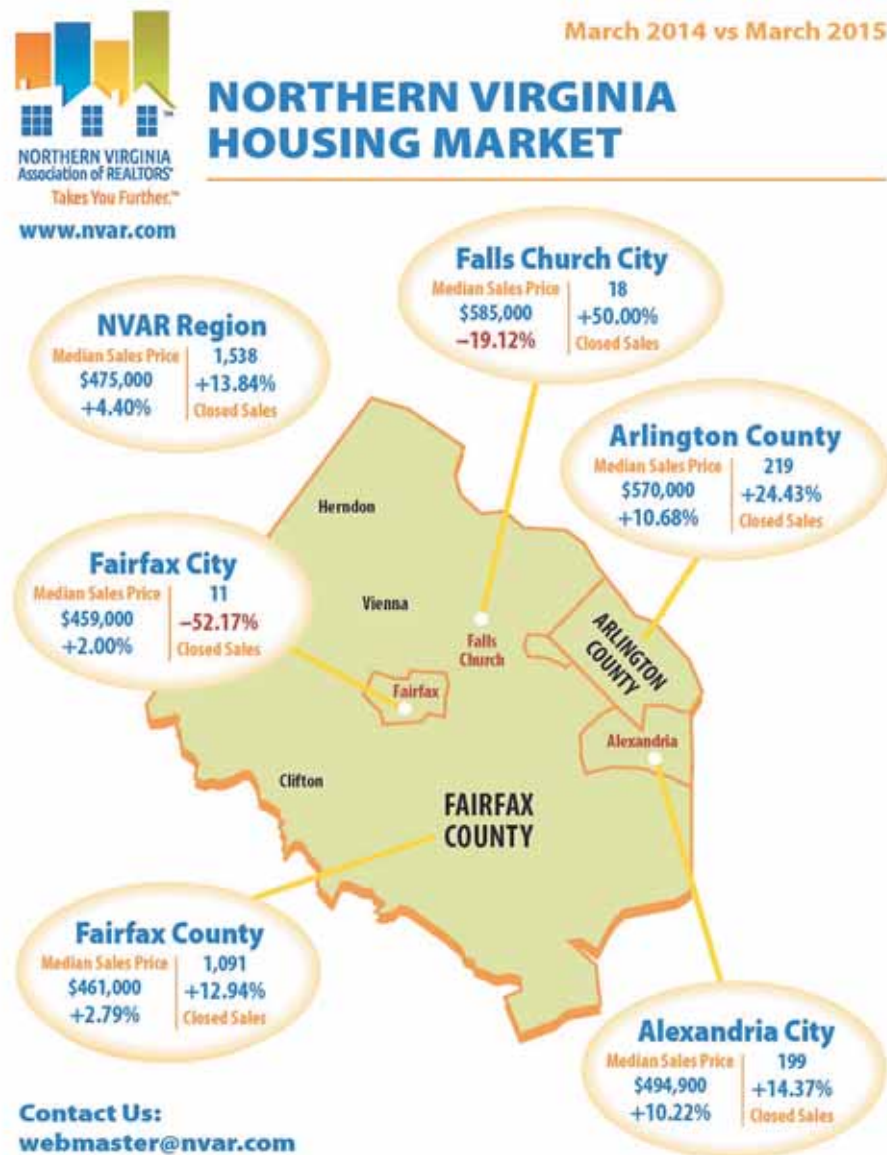 March 2014 vs March 2015
NORTHERN VIRGINIA
HOUSING MARKET
NORTHERN VIRGINIA
Association of REALTORS®
Takes You Further.™
www.nvar.com
Falls Church City
Median Sales Price
$585,000
−19.12%
18
+50.00%
Closed Sales
NVAR Region
Median Sales Price
$475,000
+4.40%
1,538
+13.84%
Closed Sales
Arlington County
Median Sales Price
$570,000
+10.68%
219
+24.43%
Closed Sales
Herndon
Fairfax City
Median Sales Price
$459,000
+2.00%
11
−52.17%
Closed Sales
Vienna
Falls
Church
ARLINGTON
COUNTY
Fairfax
Alexandria
Clifton
FAIRFAX
COUNTY
Fairfax County
Median Sales Price
$461,000
+2.79%
1,091
+12.94%
Closed Sales
Alexandria City
Median Sales Price
$494,900
+10.22%
199
+14.37%
Closed Sales
Contact Us:
webmaster@nvar.com